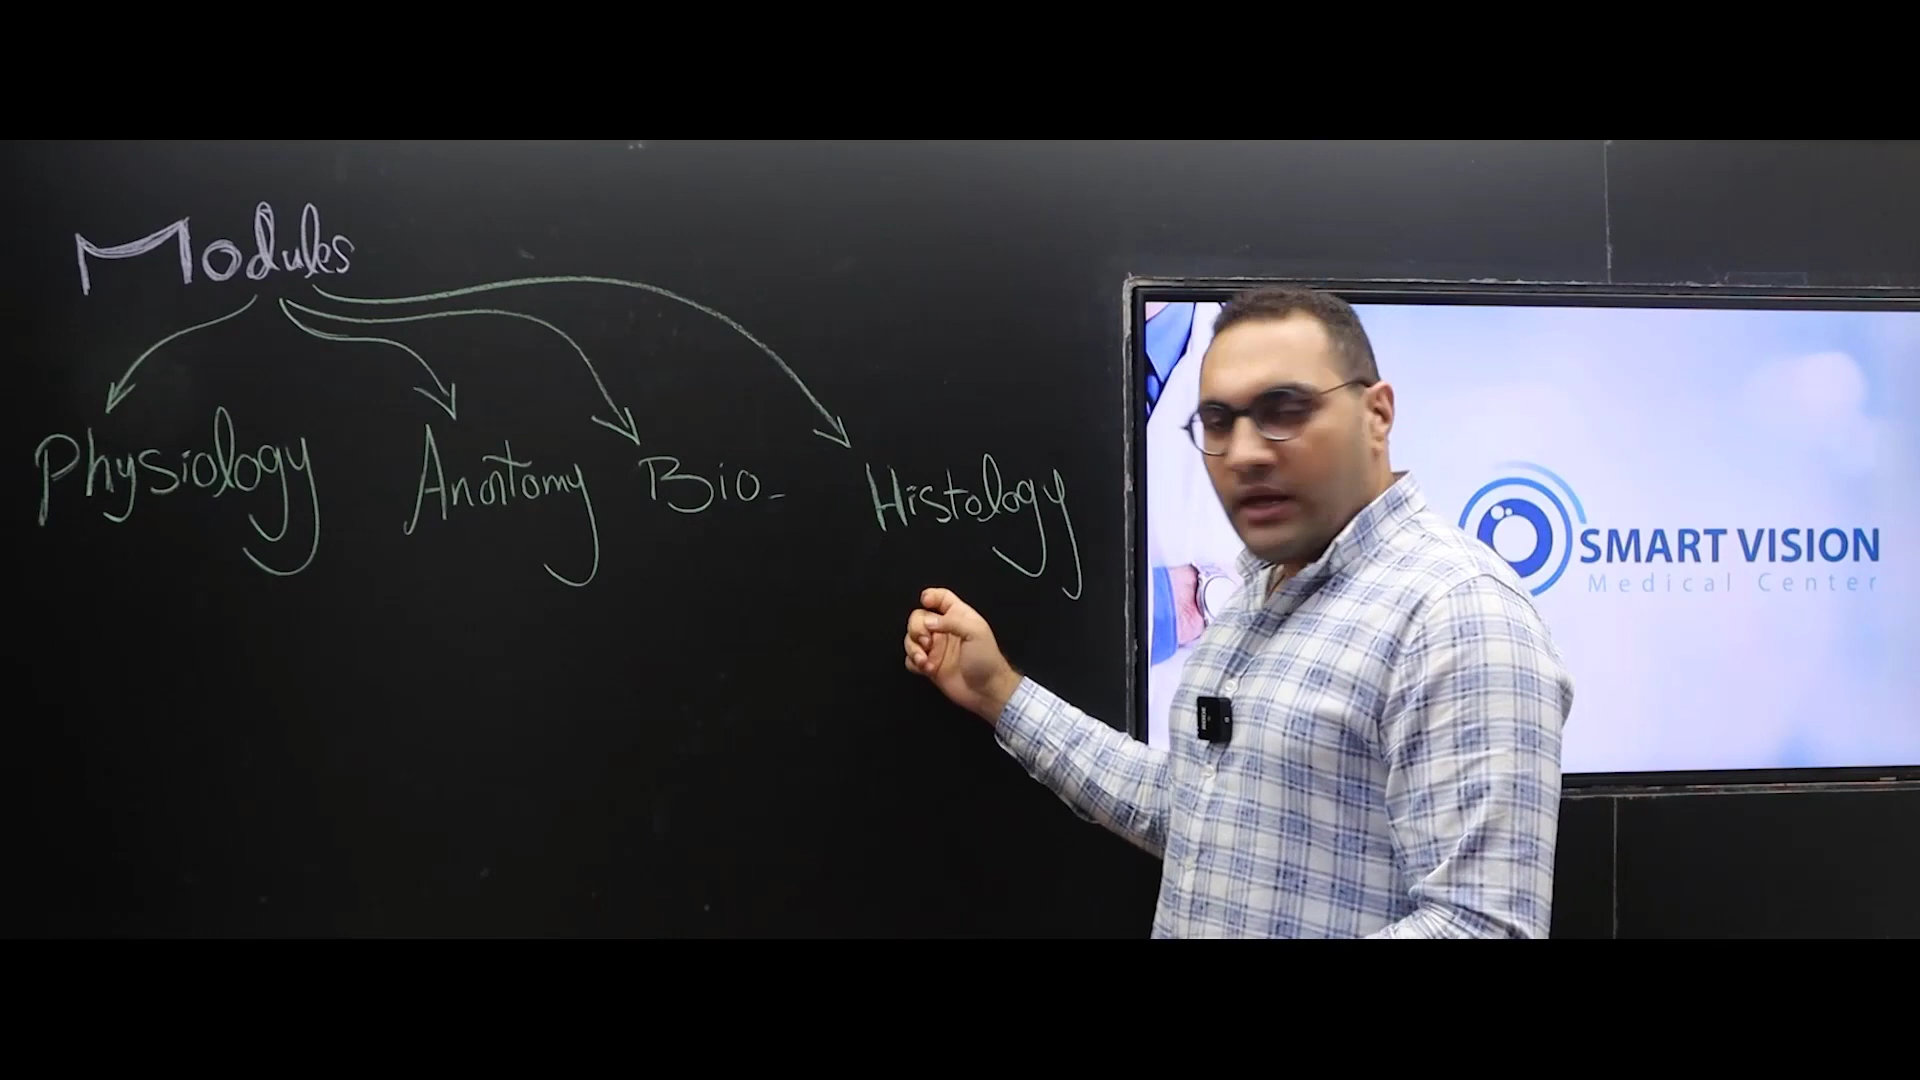 Modules
Physiology Anatomy Bio- Histology
SMART VISION
Medical Center